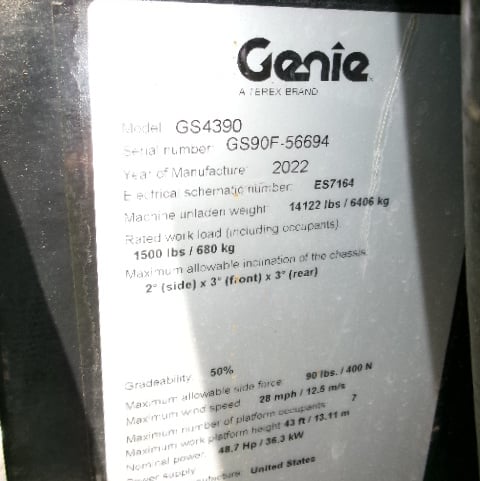 Genie
A TEREX BRAND
Model: GS4390
Serial number: GS90F-56694
Year of Manufacture: 2022
Electrical schematic number: ES7164
Machine unladen weight: 14122 lbs / 6406 kg
Rated work load (including occupants):
1500 lbs / 680 kg
Maximum allowable inclination of the chassis:
2° (side) x 3° (front) x 3° (rear)
Gradeability: 50%
Maximum allowable side force: 90 lbs. / 400 N
Maximum wind speed: 28 mph / 12.5 m/s
Maximum number of platform occupants: 7
Maximum work platform height: 43 ft / 13.11 m
Nominal power: 48.7 Hp / 36.3 kW
Power supply
United States